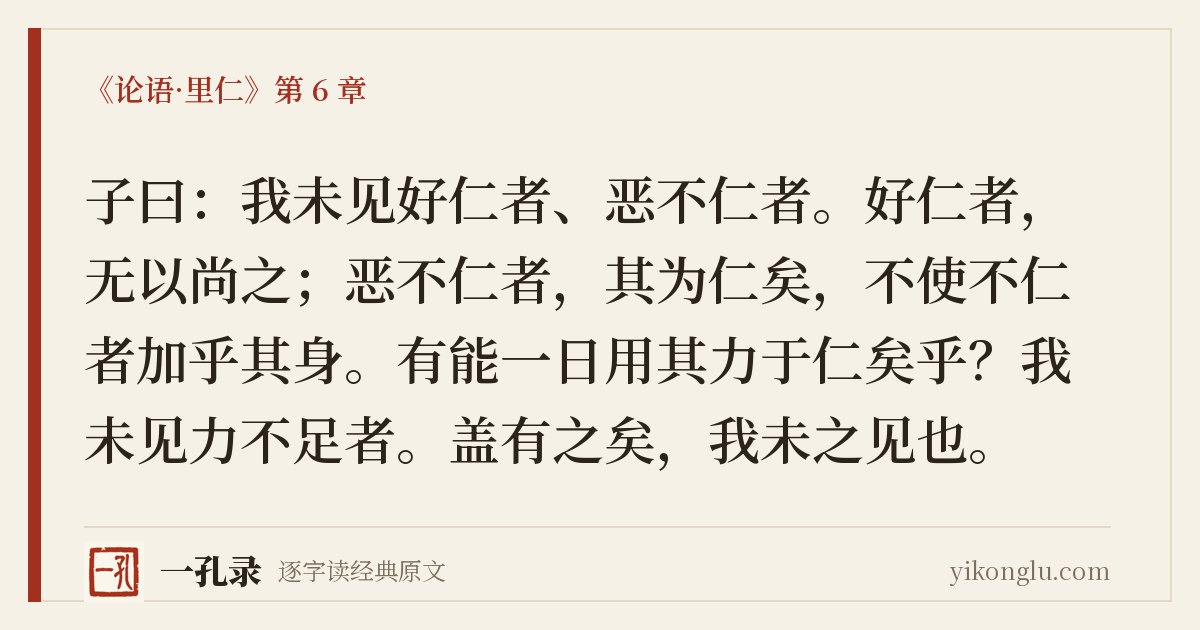 《论语·里仁》第 6 章
子曰：我未见好仁者、恶不仁者。好仁者，
无以尚之；恶不仁者，其为仁矣，不使不仁
者加乎其身。有能一日用其力于仁矣乎？我
未见力不足者。盖有之矣，我未之见也。
一孔
一孔录 逐字读经典原文
yikonglu.com